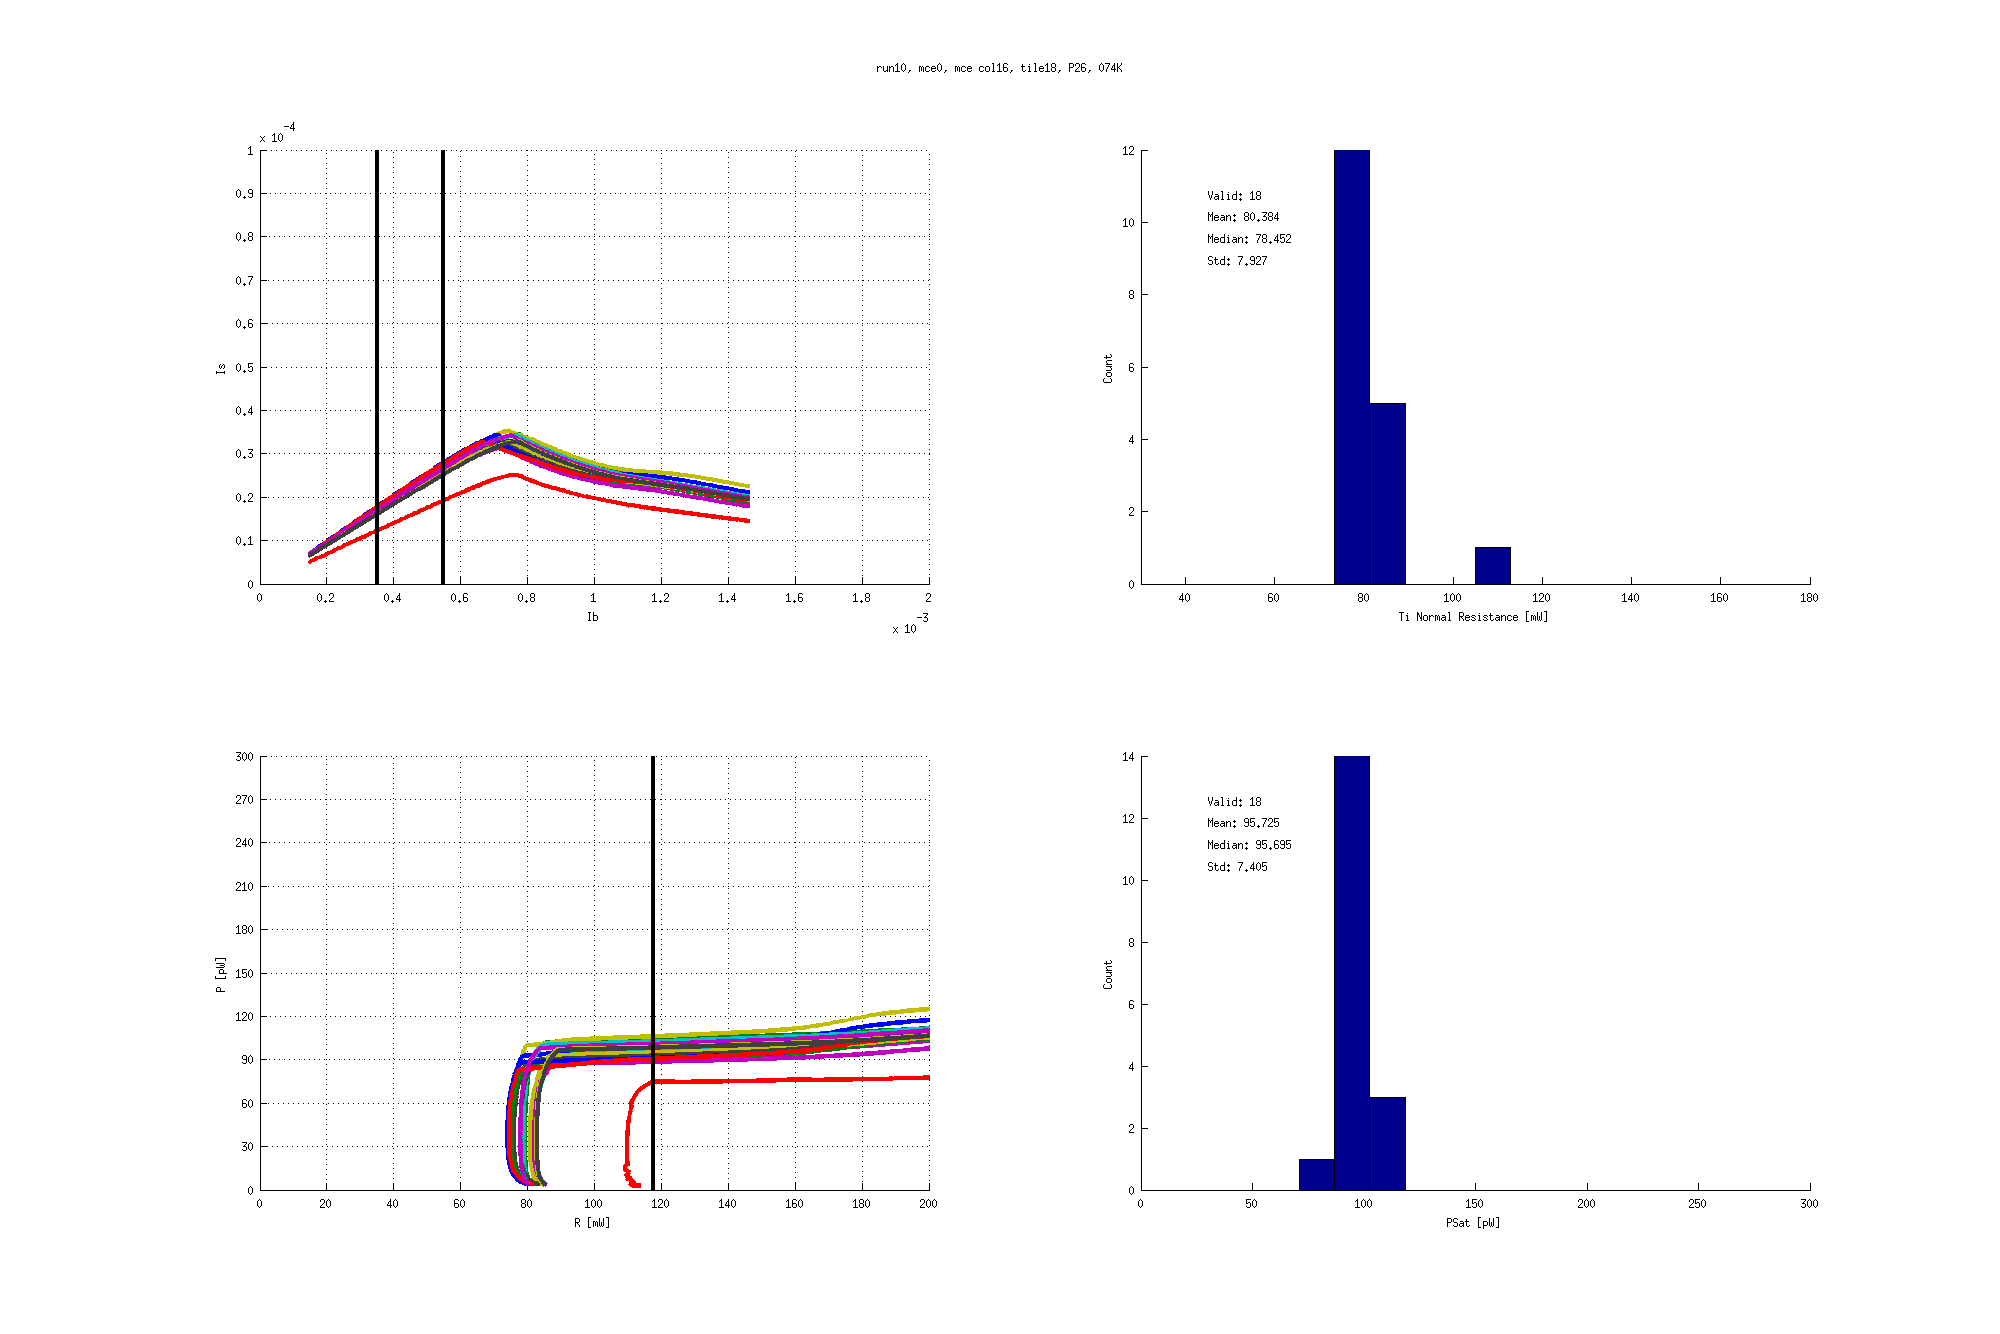 run10, mce0, mce col16, tile18, P26, 074K
x 10 -4
1
0.9
0.8
0.7
0.6
0.5
0.4
0.3
0.2
0.1
0
Is
0 0.2 0.4 0.6 0.8 1 1.2 1.4 1.6 1.8 2
Ib
x 10 -3
12
10
8
6
4
2
0
Count
Valid: 18
Mean: 80.384
Median: 78.452
Std: 7.927
40 60 80 100 120 140 160 180
Ti Normal Resistance [mW]
300
270
240
210
180
150
120
90
60
30
0
P [pW]
0 20 40 60 80 100 120 140 160 180 200
R [mW]
14
12
10
8
6
4
2
0
Count
Valid: 18
Mean: 95.725
Median: 95.695
Std: 7.405
0 50 100 150 200 250 300
PSat [pW]